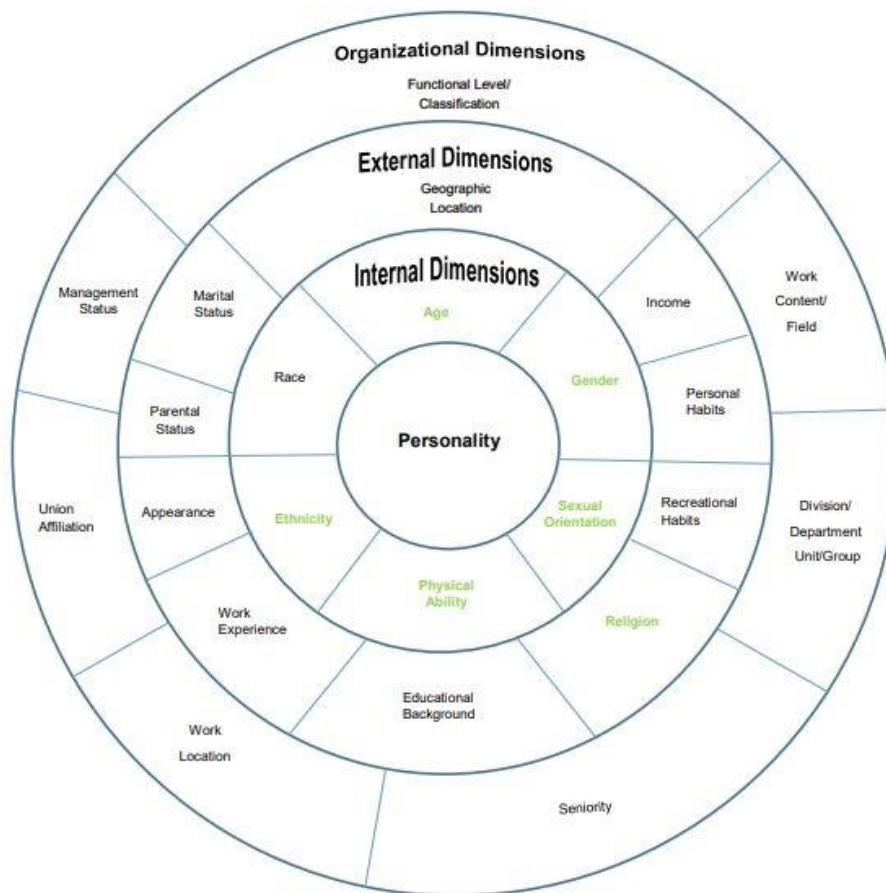 Organizational Dimensions
Functional Level/
Classification
External Dimensions
Geographic
Location
Internal Dimensions
Age
Management
Status
Marital
Status
Income
Work
Content/
Field
Race
Gender
Parental
Status
Personal
Habits
Personality
Union
Affiliation
Appearance
Ethnicity
Sexual
Orientation
Recreational
Habits
Division/
Department
Unit/Group
Physical
Ability
Work
Experience
Religion
Educational
Background
Work
Location
Seniority